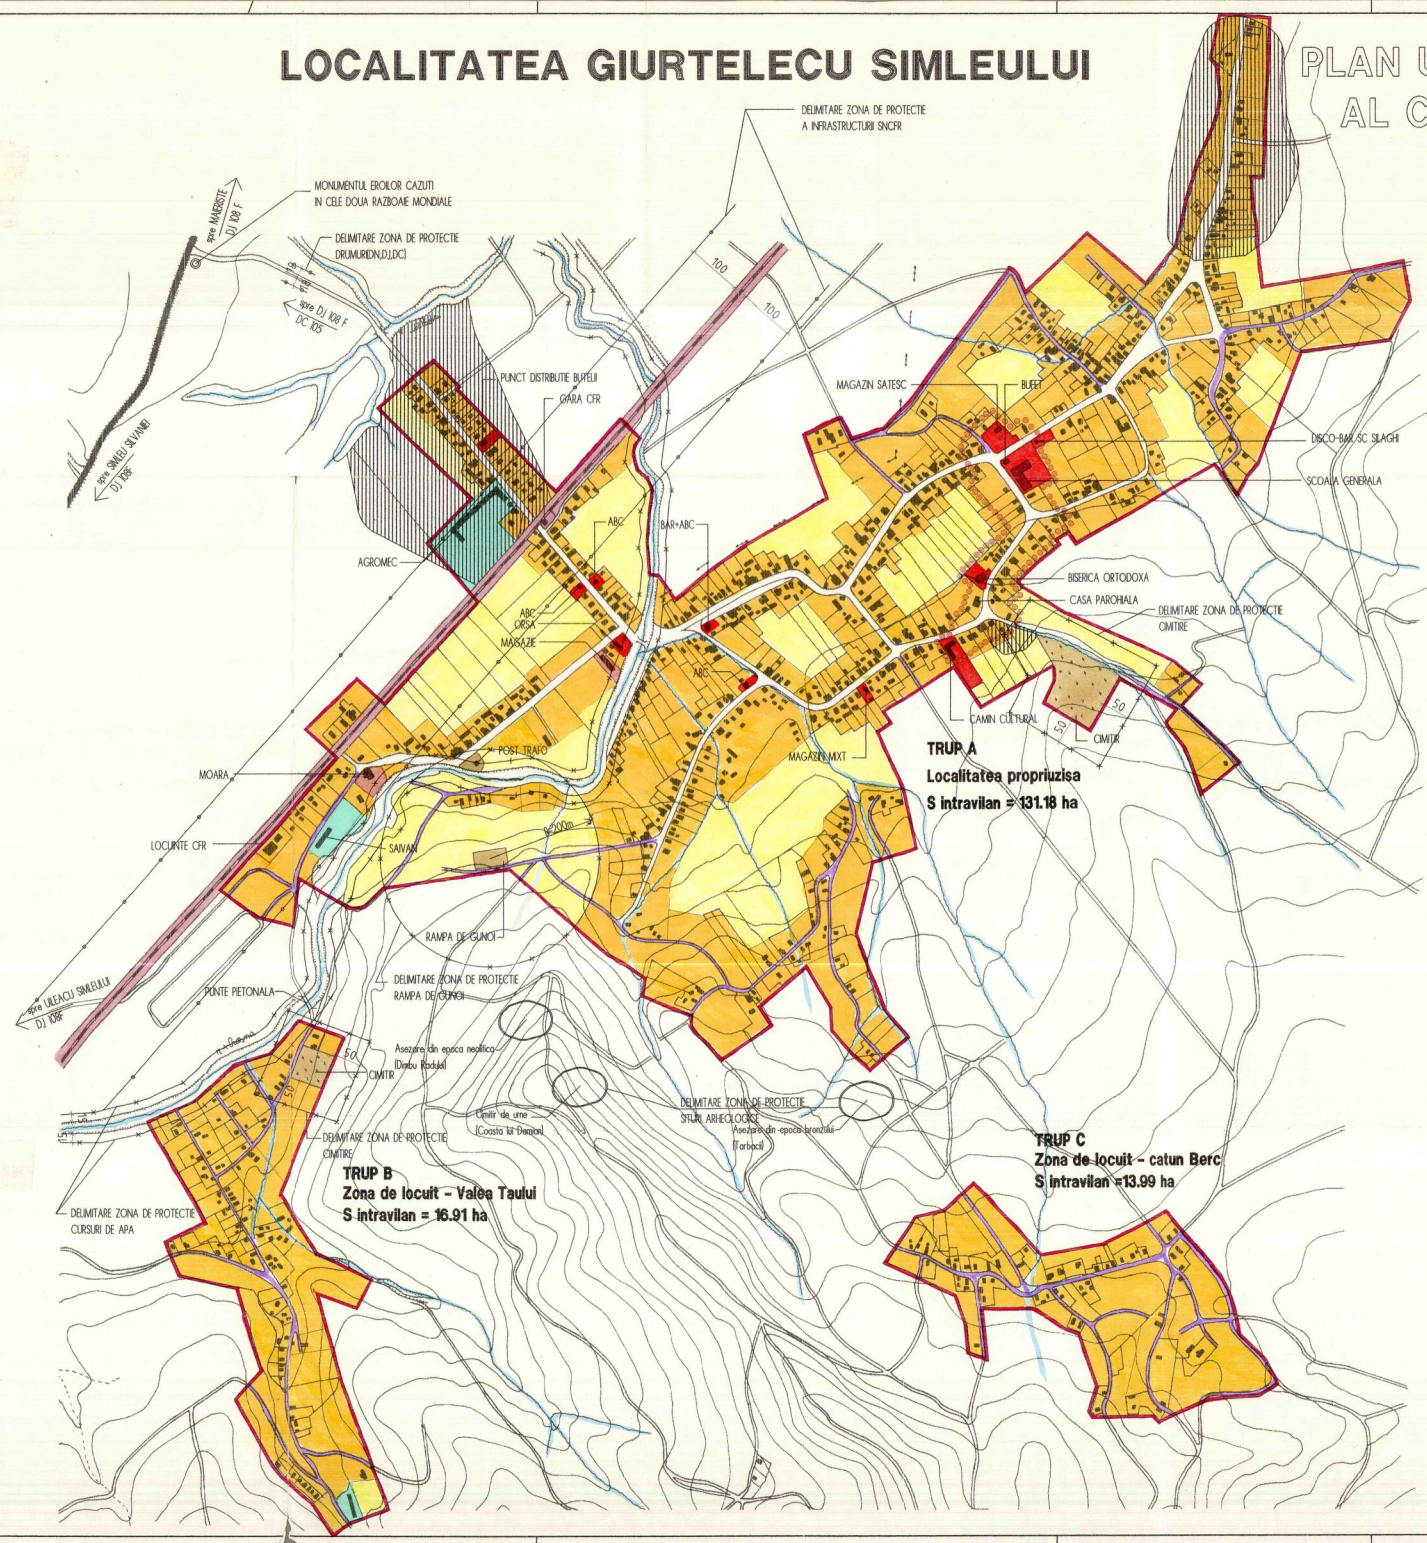 LOCALITATEA GIURTELECU SIMLEULUI
PLAN U
AL C
DELIMITARE ZONA DE PROTECTIE
A INFRASTRUCTURII SNCFR
MONUMENTUL EROILOR CAZUTI
IN CELE DOUA RAZBOAIE MONDIALE
spre MAIERISTE
DJ 108 F
DELIMITARE ZONA DE PROTECTIE
DRUMURI(DN,DJ,DC)
spre DJ 108 F
DC 105
100
100
spre SIMLEU SILVANIEI
DJ 108F
PUNCT DISTRIBUTIE BUTELII
GARA CFR
MAGAZIN SATESC
BUFET
DISCO-BAR SC SILAGHI
SCOALA GENERALA
ABC
BAR+ABC
AGROMEC
BISERICA ORTODOXA
CASA PAROHIALA
DELIMITARE ZONA DE PROTECTIE
CIMITIRE
ABC
ORSA
MAGAZIE
ABC
50
50
CAMIN CULTURAL
CIMITIR
MAGAZIN MIXT
POST TRAFO
MOARA
TRUP A
Localitatea propriuzisa
S intravilan = 131.18 ha
R=200m
LOCUINTE CFR
SAIVAN
RAMPA DE GUNOI
DELIMITARE ZONA DE PROTECTIE
RAMPA DE GUNOI
PUNTE PIETONALA
spre ULEACU SIMLEULUI
DJ 108F
Asezare din epoca neolitica
(Dimbu Radului)
50
CIMITIR
50
Cimitir de urne
(Coasta lui Damian)
DELIMITARE ZONA DE PROTECTIE
SITURI ARHEOLOGICE
Asezare din epoca bronzului
(Tarbacii)
15
15
DELIMITARE ZONA DE PROTECTIE
CIMITIRE
TRUP B
Zona de locuit - Valea Taului
S intravilan = 16.91 ha
TRUP C
Zona de locuit - catun Berc
S intravilan =13.99 ha
DELIMITARE ZONA DE PROTECTIE
CURSURI DE APA